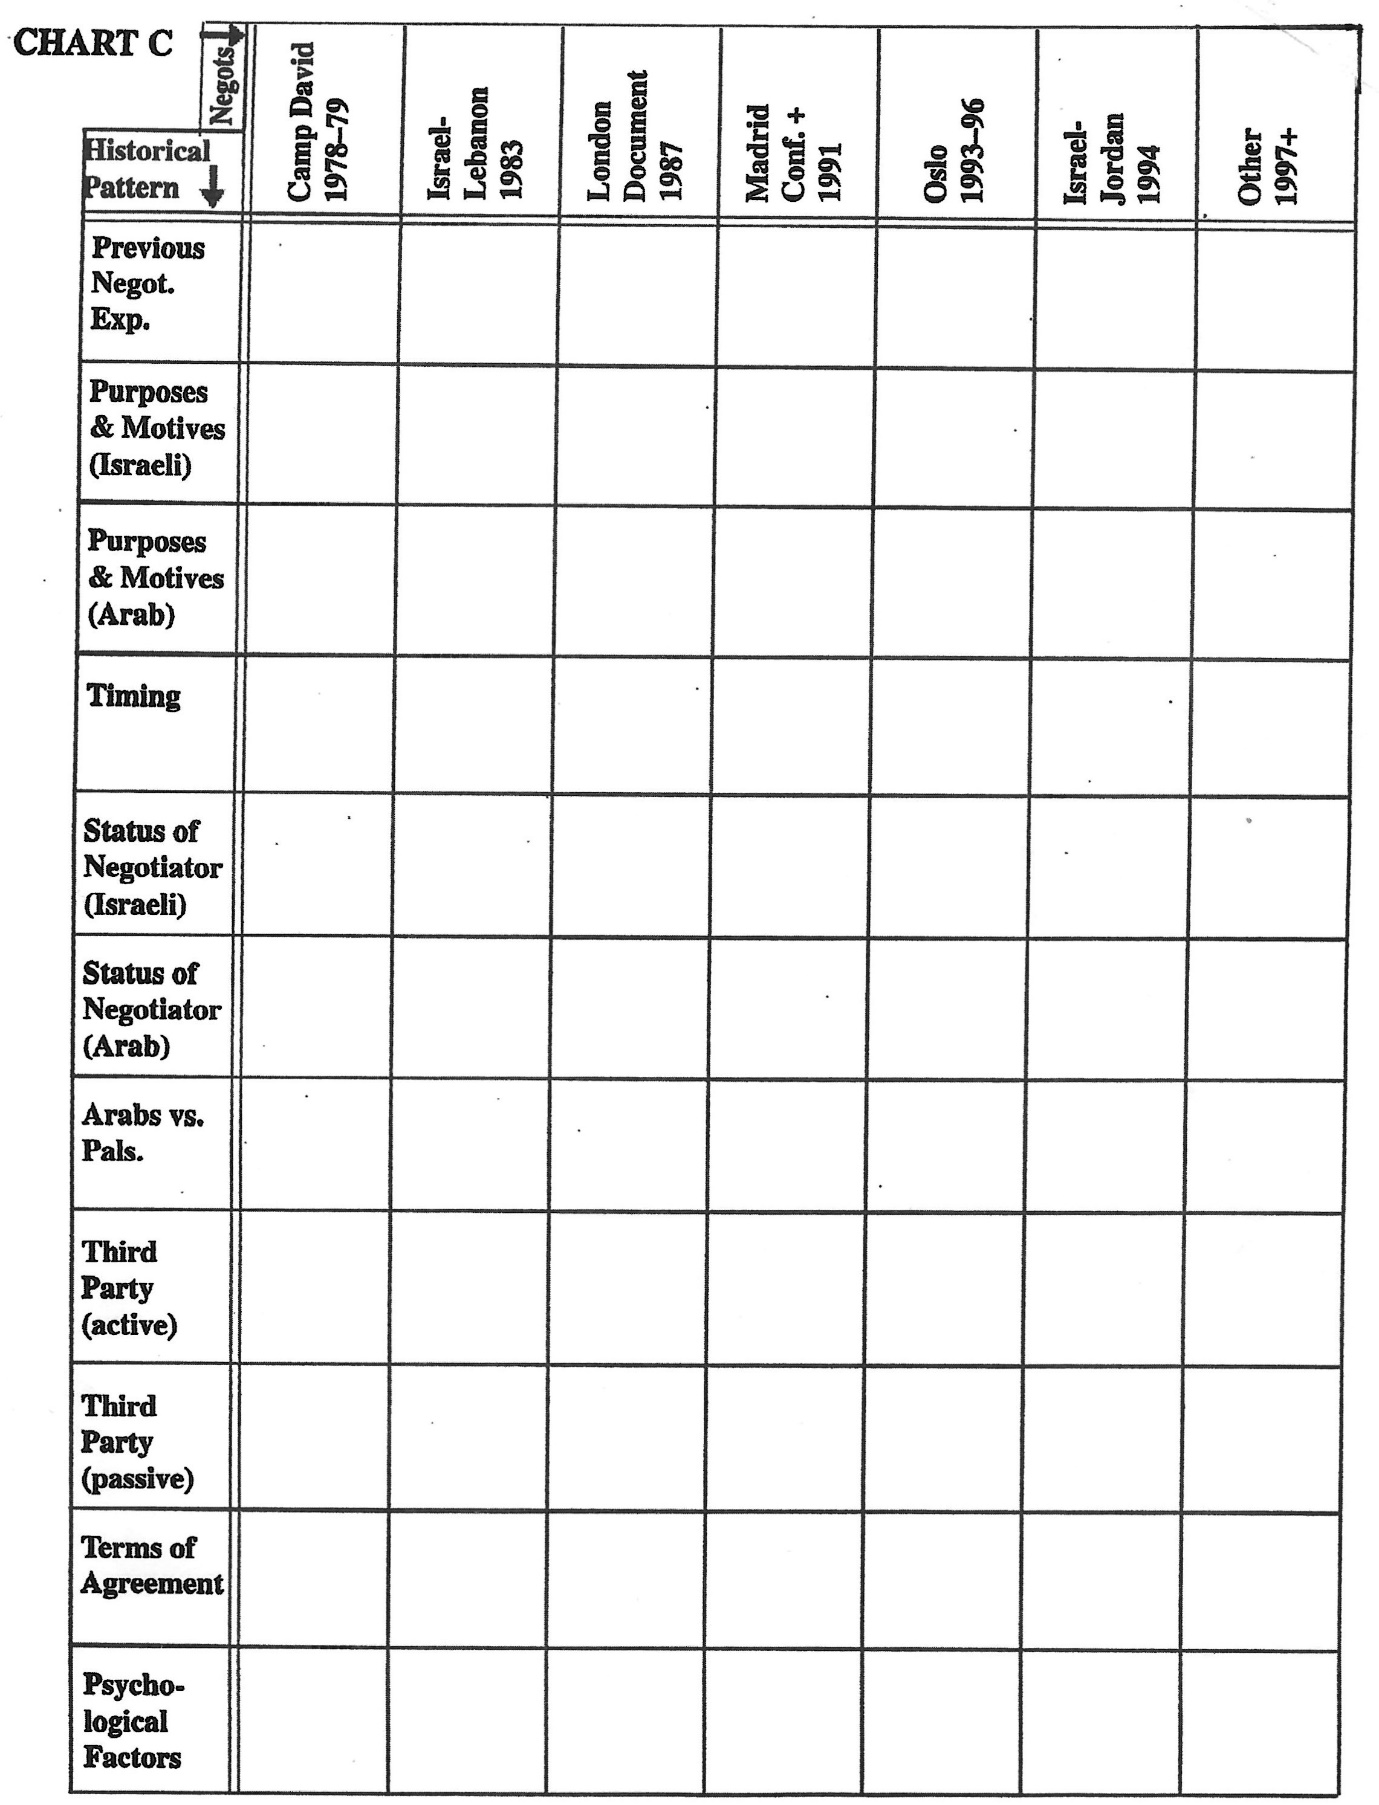 CHART C
Negots
Historical
Pattern
Camp David
1978–79
Israel-
Lebanon
1983
London
Document
1987
Madrid
Conf. +
1991
Oslo
1993–96
Israel-
Jordan
1994
Other
1997+
Previous
Negot.
Exp.
Purposes
& Motives
(Israeli)
Purposes
& Motives
(Arab)
Timing
Status of
Negotiator
(Israeli)
Status of
Negotiator
(Arab)
Arabs vs.
Pals.
Third
Party
(active)
Third
Party
(passive)
Terms of
Agreement
Psycho-
logical
Factors